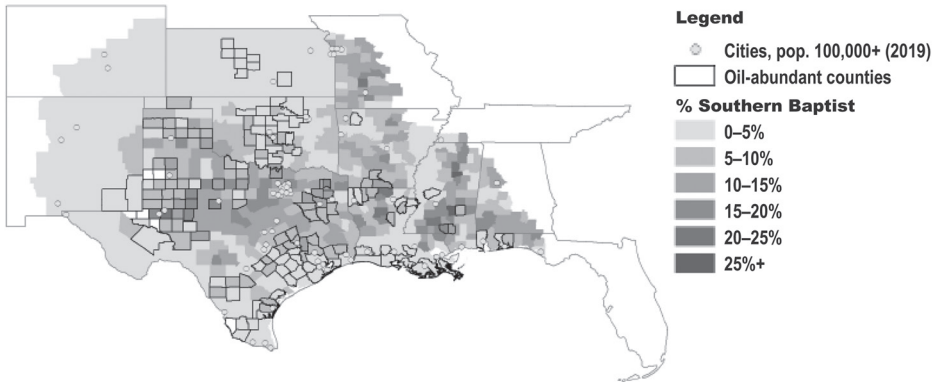 Legend
Cities, pop. 100,000+ (2019)
Oil-abundant counties
% Southern Baptist
0–5%
5–10%
10–15%
15–20%
20–25%
25%+